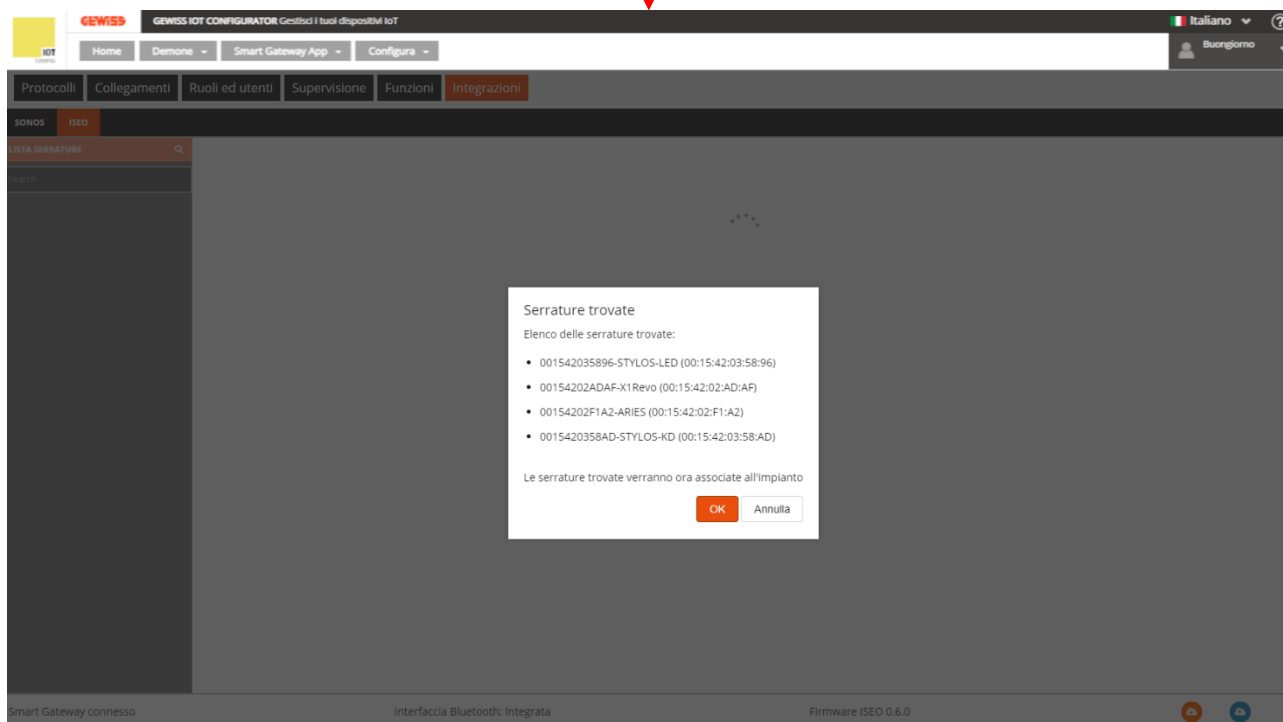 GEWISS GEWISS IOT CONFIGURATOR Gestisci i tuoi dispositivi IoT Italiano
IOT
CONFIG
Home Demone Smart Gateway App Configura Buongiorno
Protocolli Collegamenti Ruoli ed utenti Supervisione Funzioni Integrazioni
SONOS ISEO
LISTA SERRATURE
Search
Serrature trovate
Elenco delle serrature trovate:
• 001542035896-STYLOS-LED (00:15:42:03:58:96)
• 00154202ADAF-X1Revo (00:15:42:02:AD:AF)
• 00154202F1A2-ARIES (00:15:42:02:F1:A2)
• 0015420358AD-STYLOS-KD (00:15:42:03:58:AD)
Le serrature trovate verranno ora associate all'impianto
OK Annulla
Smart Gateway connesso Interfaccia Bluetooth: Integrata Firmware ISEO 0.6.0